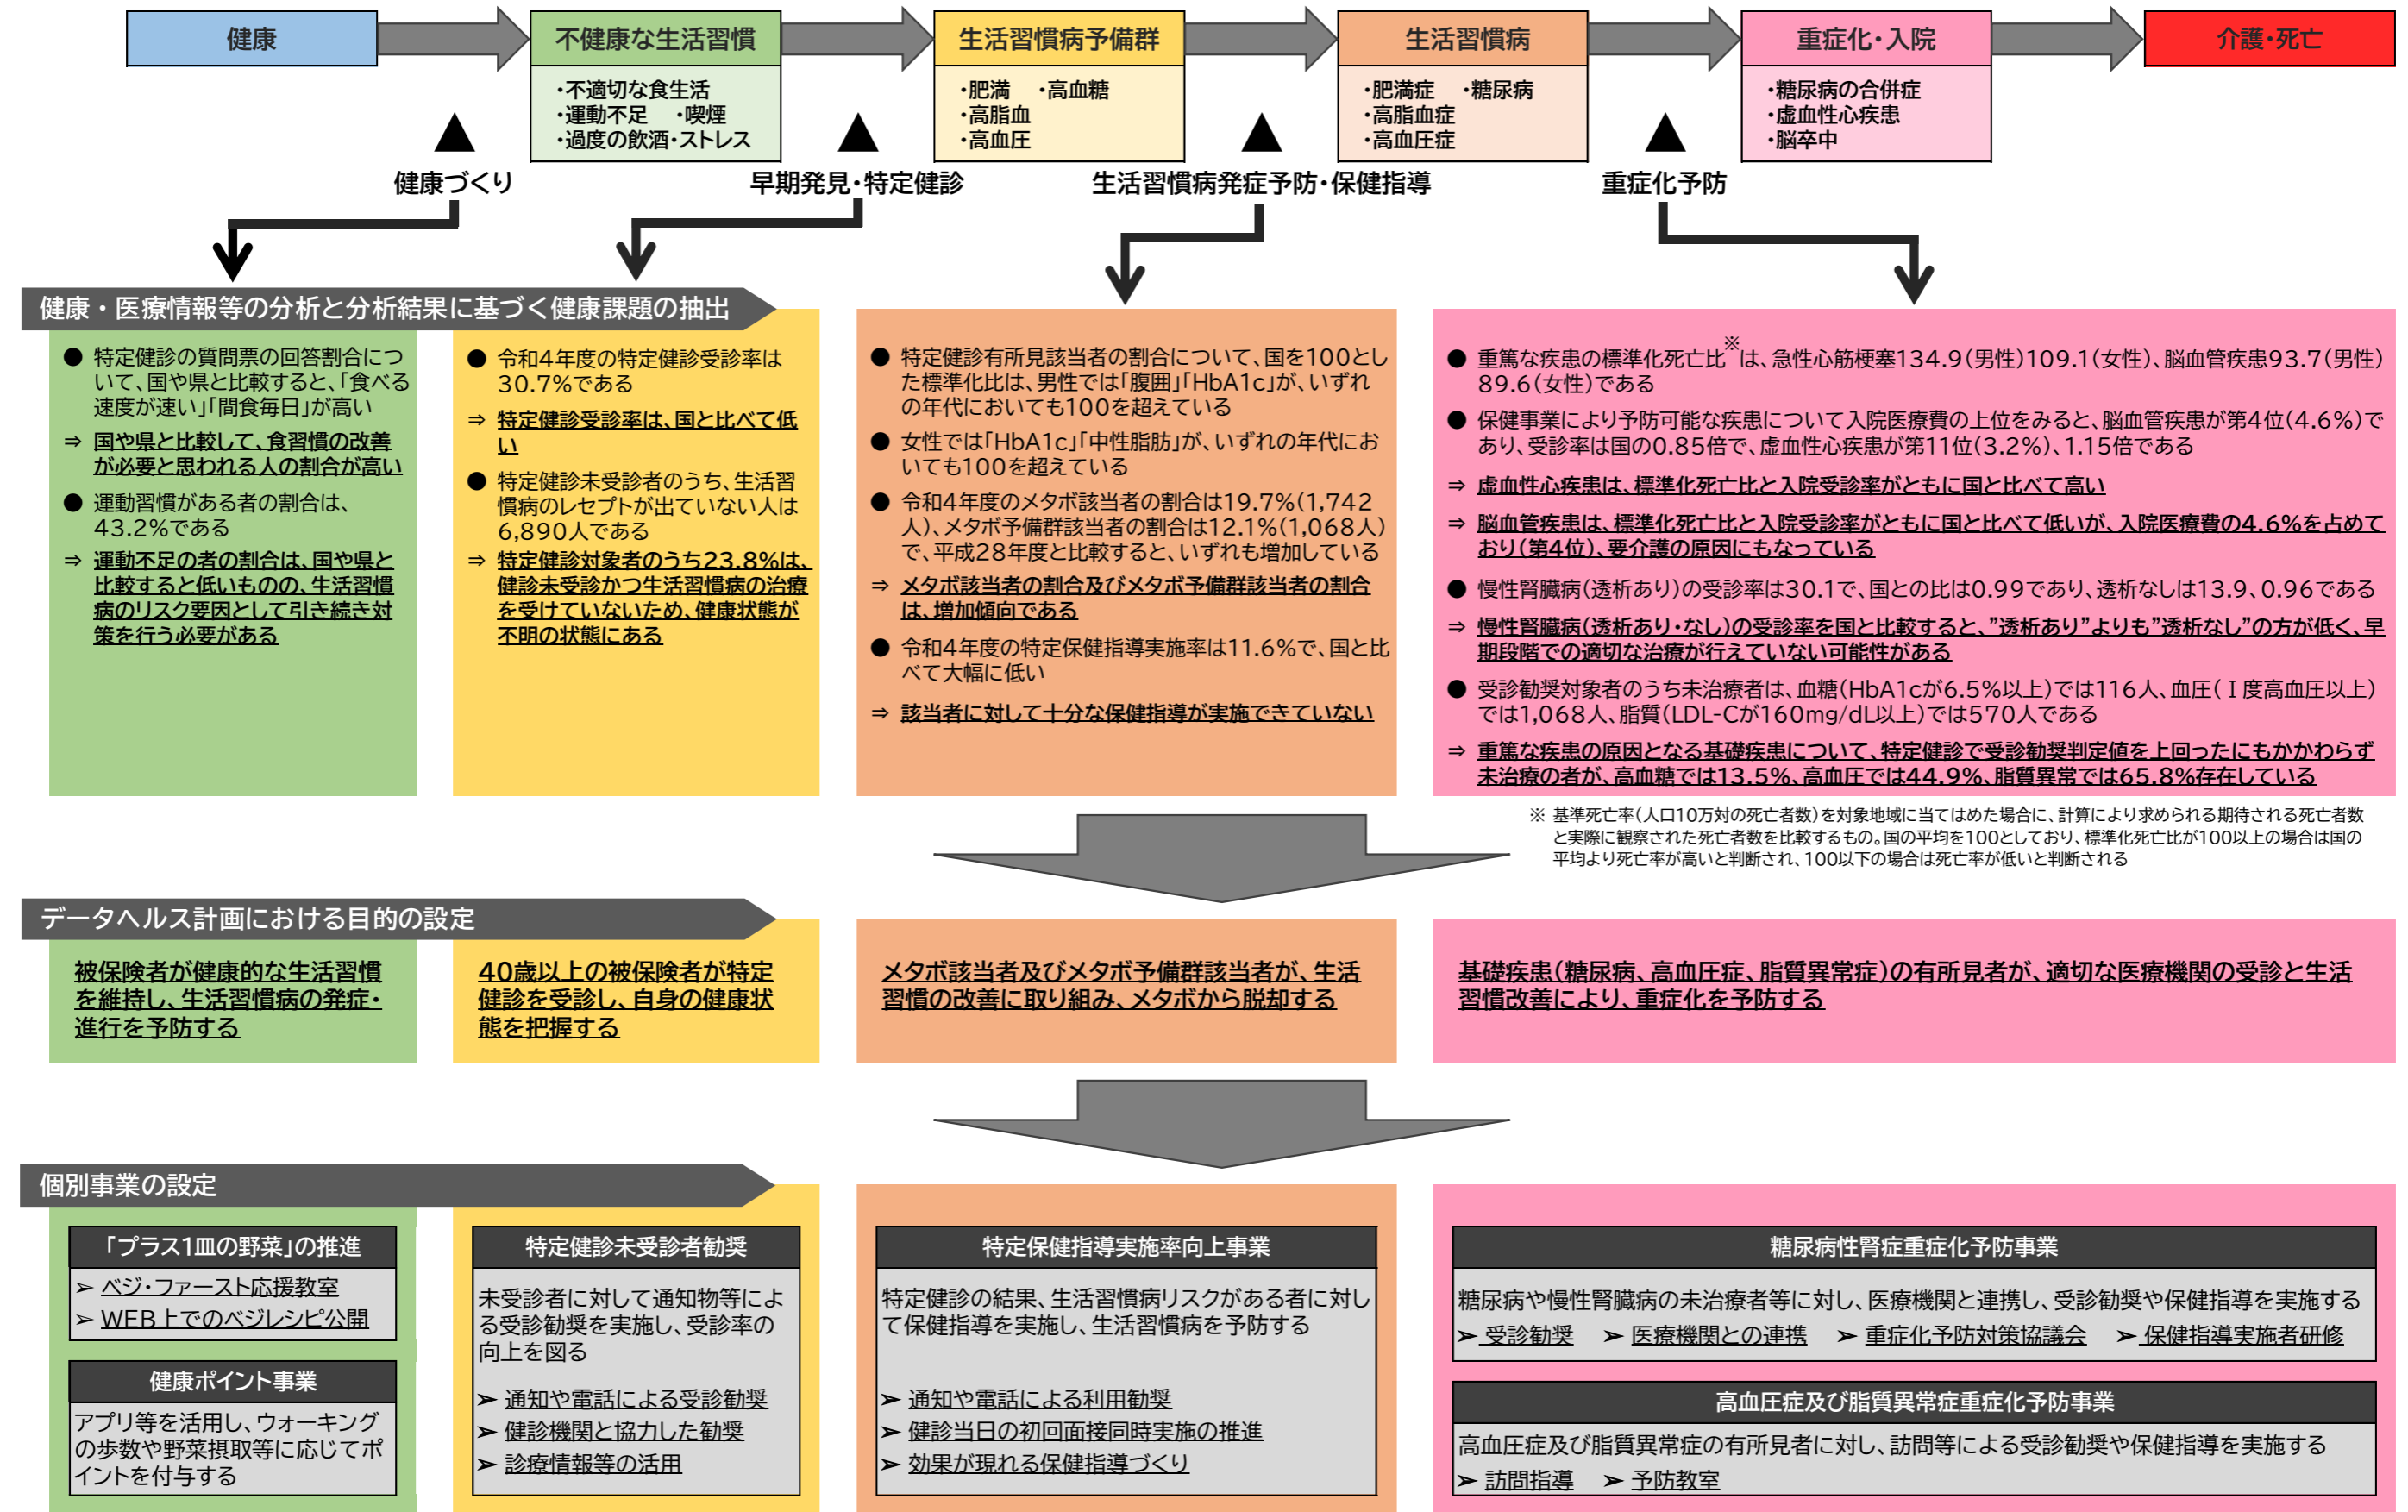 健康
不健康な生活習慣
生活習慣病予備群
生活習慣病
重症化・入院
介護・死亡
・不適切な食生活
・運動不足 ・喫煙
・過度の飲酒・ストレス
・肥満 ・高血糖
・高脂血
・高血圧
・肥満症 ・糖尿病
・高脂血症
・高血圧症
・糖尿病の合併症
・虚血性心疾患
・脳卒中
▲
健康づくり
▲
早期発見・特定健診
▲
生活習慣病発症予防・保健指導
▲
重症化予防
健康・医療情報等の分析と分析結果に基づく健康課題の抽出
● 特定健診の質問票の回答割合につ
いて、国や県と比較すると、「食べる
速度が速い」「間食毎日」が高い
⇒ 国や県と比較して、食習慣の改善
が必要と思われる人の割合が高い
● 運動習慣がある者の割合は、
43.2%である
⇒ 運動不足の者の割合は、国や県と
比較すると低いものの、生活習慣
病のリスク要因として引き続き対
策を行う必要がある
● 令和4年度の特定健診受診率は
30.7%である
⇒ 特定健診受診率は、国と比べて低
い
● 特定健診未受診者のうち、生活習
慣病のレセプトが出ていない人は
6,890人である
⇒ 特定健診対象者のうち23.8%は、
健診未受診かつ生活習慣病の治療
を受けていないため、健康状態が
不明の状態にある
● 特定健診有所見該当者の割合について、国を100とし
た標準化比は、男性では「腹囲」「HbA1c」が、いずれ
の年代においても100を超えている
● 女性では「HbA1c」「中性脂肪」が、いずれの年代にお
いても100を超えている
● 令和4年度のメタボ該当者の割合は19.7%(1,742
人)、メタボ予備群該当者の割合は12.1%(1,068人)
で、平成28年度と比較すると、いずれも増加している
⇒ メタボ該当者の割合及びメタボ予備群該当者の割合
は、増加傾向である
● 令和4年度の特定保健指導実施率は11.6%で、国と比
べて大幅に低い
⇒ 該当者に対して十分な保健指導が実施できていない
● 重篤な疾患の標準化死亡比※は、急性心筋梗塞134.9(男性)109.1(女性)、脳血管疾患93.7(男性)
89.6(女性)である
● 保健事業により予防可能な疾患について入院医療費の上位をみると、脳血管疾患が第4位(4.6%)で
あり、受診率は国の0.85倍で、虚血性心疾患が第11位(3.2%)、1.15倍である
⇒ 虚血性心疾患は、標準化死亡比と入院受診率がともに国と比べて高い
⇒ 脳血管疾患は、標準化死亡比と入院受診率がともに国と比べて低いが、入院医療費の4.6%を占めて
おり(第4位)、要介護の原因にもなっている
● 慢性腎臓病(透析あり)の受診率は30.1で、国との比は0.99であり、透析なしは13.9、0.96である
⇒ 慢性腎臓病(透析あり・なし)の受診率を国と比較すると、”透析あり”よりも”透析なし”の方が低く、早
期段階での適切な治療が行えていない可能性がある
● 受診勧奨対象者のうち未治療者は、血糖(HbA1cが6.5%以上)では116人、血圧(Ⅰ度高血圧以上)
では1,068人、脂質(LDL-Cが160mg/dL以上)では570人である
⇒ 重篤な疾患の原因となる基礎疾患について、特定健診で受診勧奨判定値を上回ったにもかかわらず
未治療の者が、高血糖では13.5%、高血圧では44.9%、脂質異常では65.8%存在している
※ 基準死亡率(人口10万対の死亡者数)を対象地域に当てはめた場合に、計算により求められる期待される死亡者数
と実際に観察された死亡者数を比較するもの。国の平均を100としており、標準化死亡比が100以上の場合は国の
平均より死亡率が高いと判断され、100以下の場合は死亡率が低いと判断される
データヘルス計画における目的の設定
被保険者が健康的な生活習慣
を維持し、生活習慣病の発症・
進行を予防する
40歳以上の被保険者が特定
健診を受診し、自身の健康状
態を把握する
メタボ該当者及びメタボ予備群該当者が、生活
習慣の改善に取り組み、メタボから脱却する
基礎疾患(糖尿病、高血圧症、脂質異常症)の有所見者が、適切な医療機関の受診と生活
習慣改善により、重症化を予防する
個別事業の設定
「プラス1皿の野菜」の推進
➢ ベジ・ファースト応援教室
➢ WEB上でのベジレシピ公開
健康ポイント事業
アプリ等を活用し、ウォーキング
の歩数や野菜摂取等に応じてポ
イントを付与する
特定健診未受診者勧奨
未受診者に対して通知物等によ
る受診勧奨を実施し、受診率の
向上を図る
➢ 通知や電話による受診勧奨
➢ 健診機関と協力した勧奨
➢ 診療情報等の活用
特定保健指導実施率向上事業
特定健診の結果、生活習慣病リスクがある者に対し
て保健指導を実施し、生活習慣病を予防する
➢ 通知や電話による利用勧奨
➢ 健診当日の初回面接同時実施の推進
➢ 効果が現れる保健指導づくり
糖尿病性腎症重症化予防事業
糖尿病や慢性腎臓病の未治療者等に対し、医療機関と連携し、受診勧奨や保健指導を実施する
➢ 受診勧奨 ➢ 医療機関との連携 ➢ 重症化予防対策協議会 ➢ 保健指導実施者研修
高血圧症及び脂質異常症重症化予防事業
高血圧症及び脂質異常症の有所見者に対し、訪問等による受診勧奨や保健指導を実施する
➢ 訪問指導 ➢ 予防教室